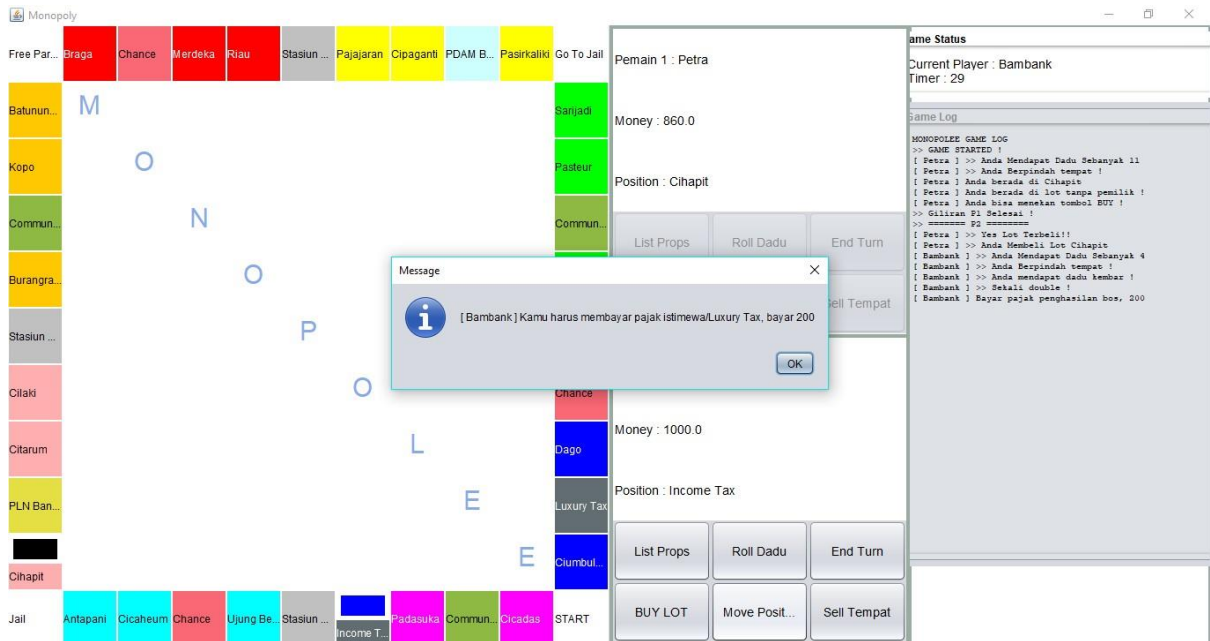 Monopoly
Free Par... Braga Chance Merdeka Riau Stasiun ... Pajajaran Cipaganti PDAM B... Pasirkaliki Go To Jail
Batunun...
Kopo
Commun...
Burangra...
Stasiun ...
Cilaki
Citarum
PLN Ban...
Cihapit
Jail Antapani Cicaheum Chance Ujung Be... Stasiun ... Income T... Padasuka Commun... Cicadas START
M
O
N
O
P
O
L
E
E
Sarijadi
Pasteur
Commun...
Chance
Dago
Luxury Tax
Ciumbul...
Pemain 1 : Petra
Money : 860.0
Position : Cihapit
List Props Roll Dadu End Turn
Sell Tempat
Message
[ Bambank ] Kamu harus membayar pajak istimewa/Luxury Tax, bayar 200
OK
Money : 1000.0
Position : Income Tax
List Props Roll Dadu End Turn
BUY LOT Move Posit... Sell Tempat
ame Status
Current Player : Bambank
Timer : 29
Game Log
MONOPOLEE GAME LOG
>> GAME STARTED !
[ Petra ] >> Anda Mendapat Dadu Sebanyak 11
[ Petra ] >> Anda Berpindah tempat !
[ Petra ] Anda berada di Cihapit
[ Petra ] Anda berada di lot tanpa pemilik !
[ Petra ] Anda bisa menekan tombol BUY !
>> Giliran P1 Selesai !
>> ======= P2 ========
[ Petra ] >> Yes Lot Terbeli!!
[ Petra ] >> Anda Membeli Lot Cihapit
[ Bambank ] >> Anda Mendapat Dadu Sebanyak 4
[ Bambank ] >> Anda Berpindah tempat !
[ Bambank ] >> Anda mendapat dadu kembar !
[ Bambank ] >> Sekali double !
[ Bambank ] Bayar pajak penghasilan bos, 200